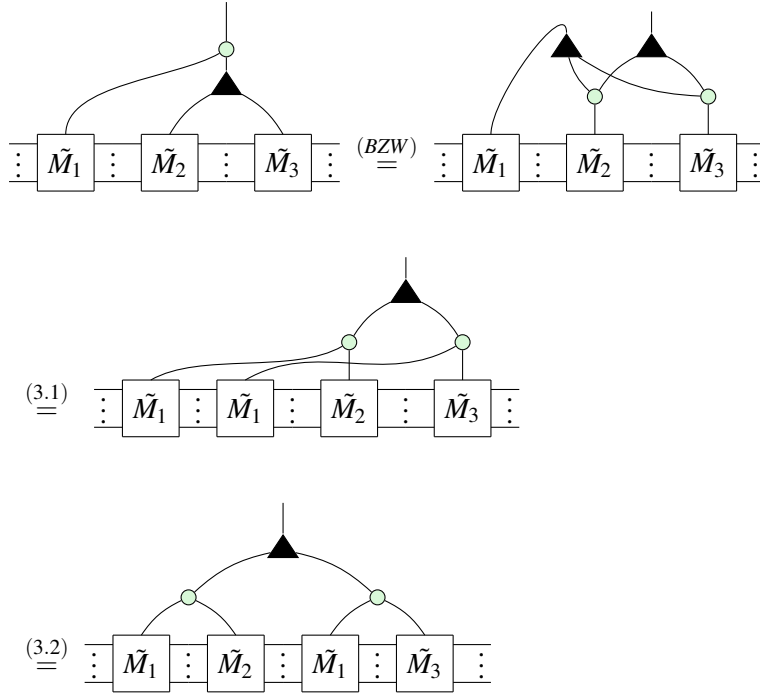 M̃₁ M̃₂ M̃₃ (BZW) = M̃₁ M̃₂ M̃₃
(3.1) = M̃₁ M̃₁ M̃₂ M̃₃
(3.2) = M̃₁ M̃₂ M̃₁ M̃₃